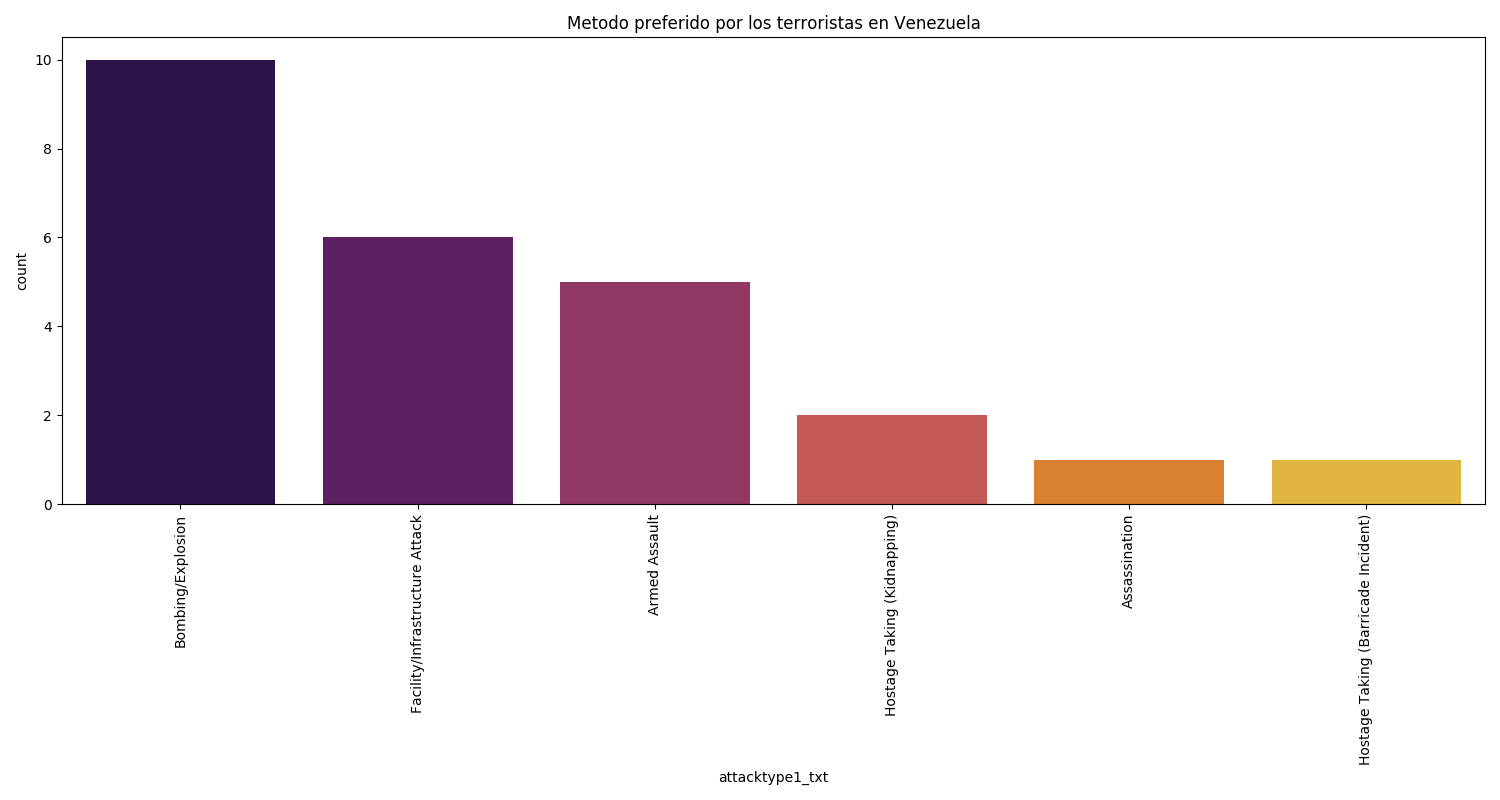 Metodo preferido por los terroristas en Venezuela
10
8
6
4
2
0
count
Bombing/Explosion
Facility/Infrastructure Attack
Armed Assault
Hostage Taking (Kidnapping)
Assassination
Hostage Taking (Barricade Incident)
attacktype1_txt